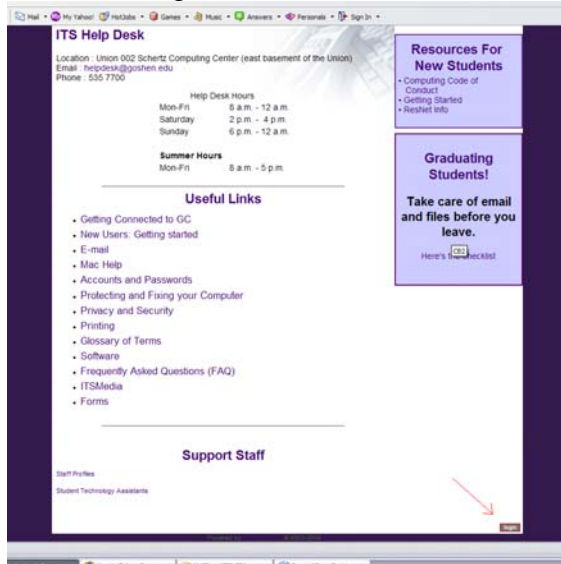 Mail My Yahoo! HotJobs Games Music Answers Personals Sign In
ITS Help Desk
Location : Union 002 Schertz Computing Center (east basement of the Union)
Email : helpdesk@goshen.edu
Phone : 535 7700
Help Desk Hours
Mon-Fri 8 a.m. - 12 a.m.
Saturday 2 p.m. - 4 p.m.
Sunday 6 p.m. - 12 a.m.
Summer Hours
Mon-Fri 8 a.m. - 5 p.m.
Useful Links
Getting Connected to GC
New Users: Getting started
E-mail
Mac Help
Accounts and Passwords
Protecting and Fixing your Computer
Privacy and Security
Printing
Glossary of Terms
Software
Frequently Asked Questions (FAQ)
ITSMedia
Forms
Support Staff
Staff Profiles
Student Technology Assistants
Resources For
New Students
Computing Code of
Conduct
Getting Started
ResNet Info
Graduating
Students!
Take care of email
and files before you
leave.
Here's the checklist
login
Powered by